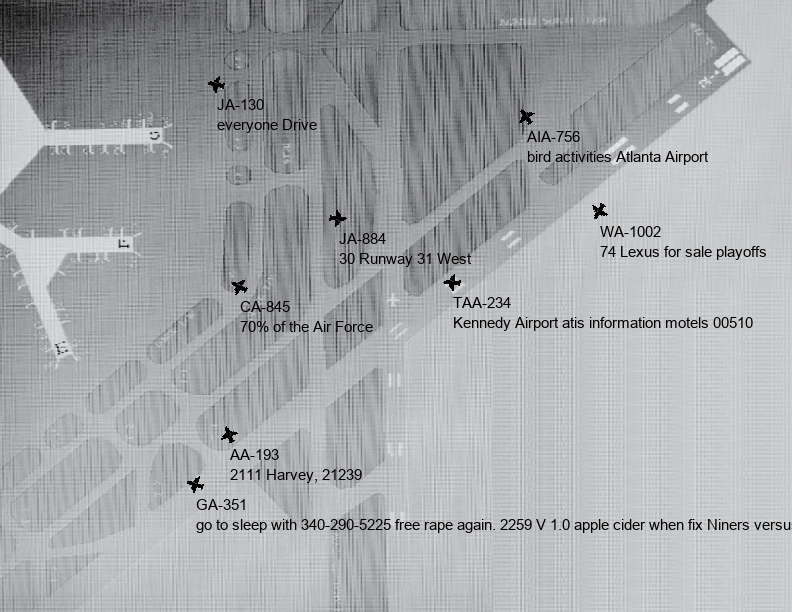 JA-130
everyone Drive
AIA-756
bird activities Atlanta Airport
WA-1002
74 Lexus for sale playoffs
JA-884
30 Runway 31 West
CA-845
70% of the Air Force
TAA-234
Kennedy Airport atis information motels 00510
AA-193
2111 Harvey, 21239
GA-351
go to sleep with 340-290-5225 free rape again. 2259 V 1.0 apple cider when fix Niners versu